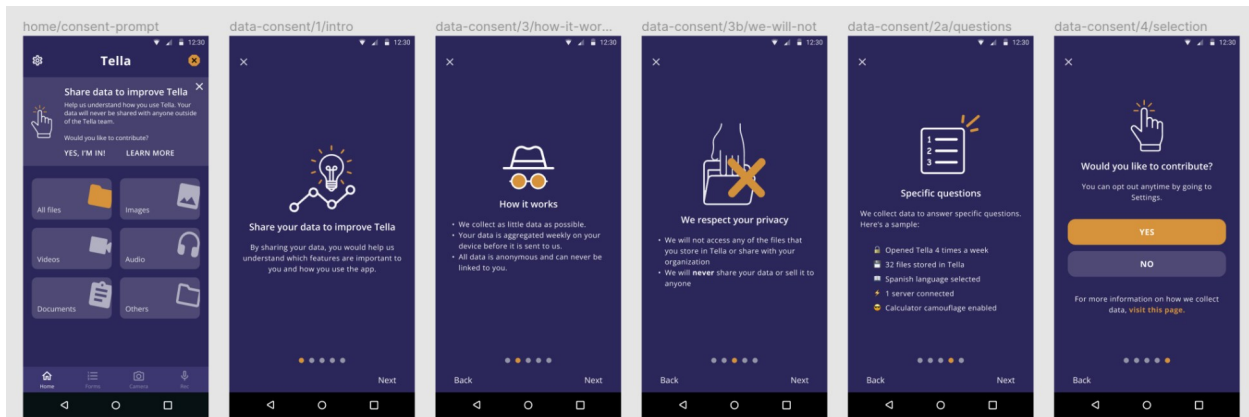 home/consent-prompt
12:30
Tella
Share data to improve Tella
Help us understand how you use Tella. Your
data will never be shared with anyone outside
of the Tella team.
Would you like to contribute?
YES, I'M IN! LEARN MORE
All files
Images
Videos
Audio
Documents
Others
Home Forms Camera Rec
data-consent/1/intro
12:30
Share your data to improve Tella
By sharing your data, you would help us
understand which features are important to
you and how you use the app.
Next
data-consent/3/how-it-wor...
12:30
How it works
• We collect as little data as possible.
• Your data is aggregated weekly on your
device before it is sent to us.
• All data is anonymous and can never be
linked to you.
Back Next
data-consent/3b/we-will-not
12:30
We respect your privacy
• We will not access any of the files that
you store in Tella or share with your
organization
• We will never share your data or sell it to
anyone
Back Next
data-consent/2a/questions
12:30
1
2
3
Specific questions
We collect data to answer specific questions.
Here's a sample:
Opened Tella 4 times a week
32 files stored in Tella
Spanish language selected
1 server connected
Calculator camouflage enabled
Back Next
data-consent/4/selection
12:30
Would you like to contribute?
You can opt out anytime by going to
Settings.
YES
NO
For more information on how we collect
data, visit this page.
Back